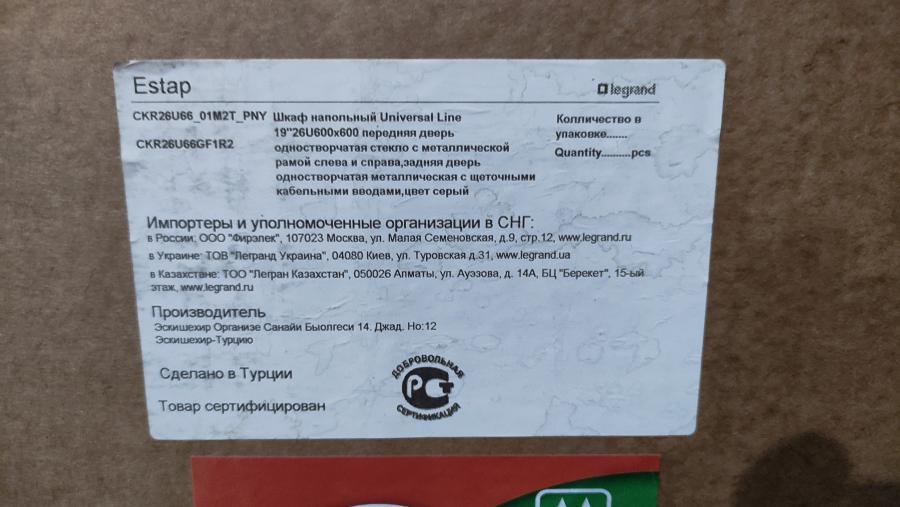 Estap
legrand
CKR26U66_01M2T_PNY Шкаф напольный Universal Line
19"26U600x600 передняя дверь
CKR26U66GF1R2 одностворчатая стекло с металлической
рамой слева и справа,задняя дверь
одностворчатая металлическая с щеточными
кабельными вводами,цвет серый
Колличество в
упаковке.......
Quantity..........pcs
Импортеры и уполномоченные организации в СНГ:
в России: ООО "Фирэлек", 107023 Москва, ул. Малая Семеновская, д.9, стр.12, www.legrand.ru
в Украине: ТОВ "Легранд Украина", 04080 Киев, ул. Туровская д.31, www.legrand.ua
в Казахстане: ТОО "Легран Казахстан", 050026 Алматы, ул. Ауэзова, д. 14А, БЦ "Берекет", 15-ый
этаж, www.legrand.ru
Производитель
Эскишехир Организе Санайи Бьолгеси 14. Джад. Но:12
Эскишехир-Турцию
Сделано в Турции
Товар сертифицирован
ДОБРОВОЛЬНАЯ
РСТ
СЕРТИФИКАЦИЯ